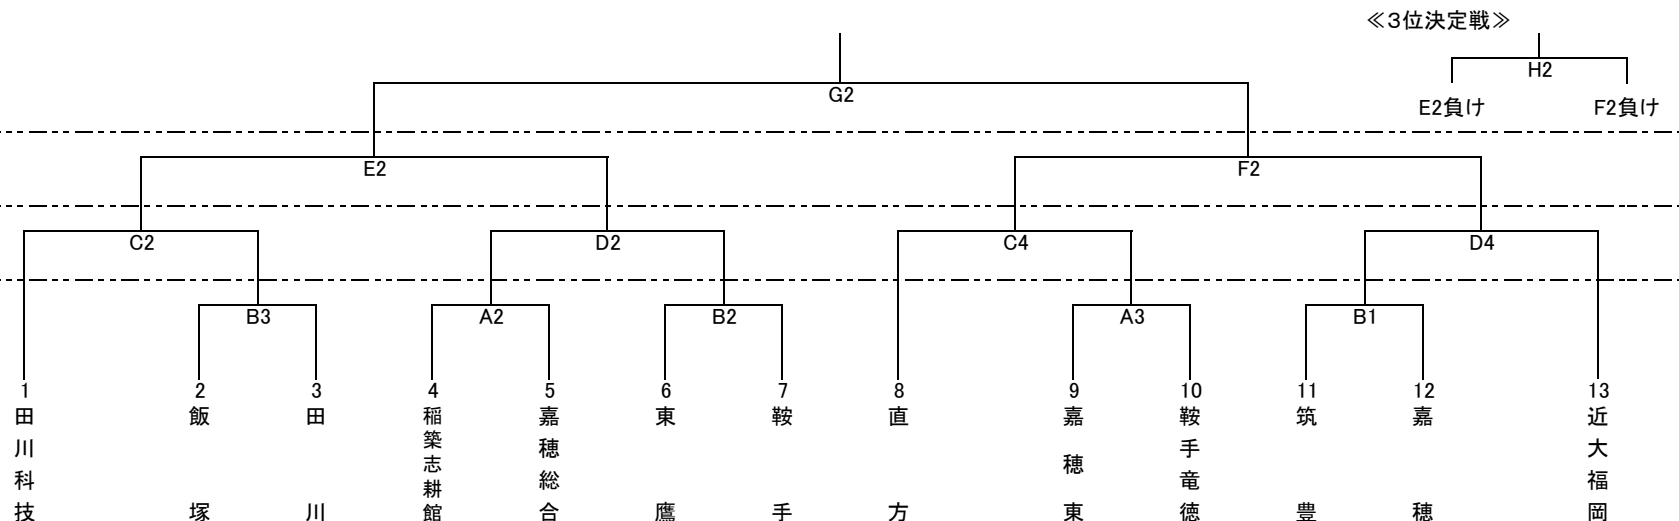 ≪3位決定戦≫
H2
G2
E2負け
F2負け
E2
F2
C2
D2
C4
D4
B3
A2
B2
A3
B1
1
2
3
4
5
6
7
8
9
10
11
12
13
田川科技
飯塚
田川
稲築志耕館
嘉穂総合
東鷹
鞍手
直方
嘉穂東
鞍手竜徳
筑豊
嘉穂
近大福岡